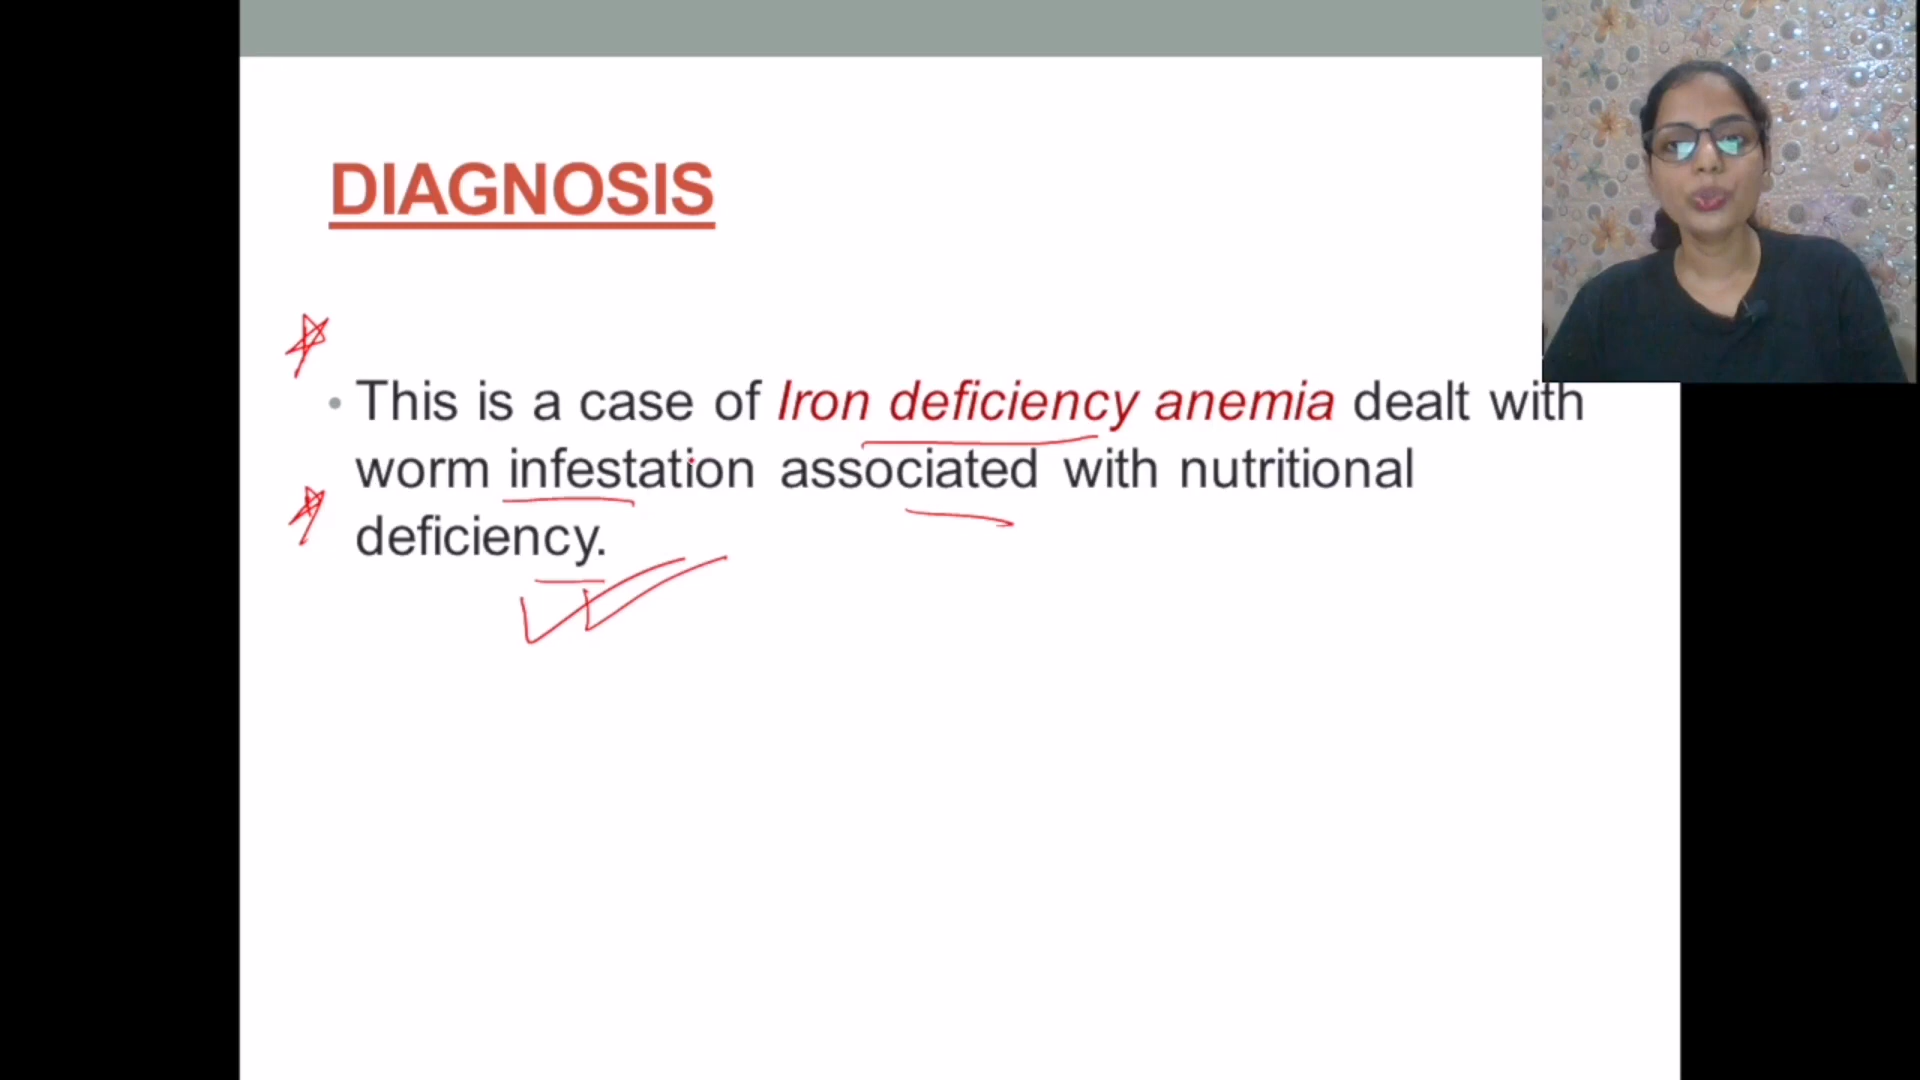 DIAGNOSIS
• This is a case of Iron deficiency anemia dealt with
worm infestation associated with nutritional
deficiency.